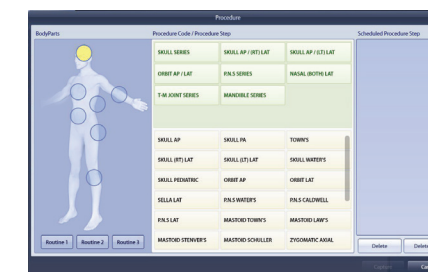 Procedure
BodyParts
Procedure Code / Procedure Step
Scheduled Procedure Step
SKULL SERIES
SKULL AP / (RT) LAT
SKULL AP / (LT) LAT
ORBIT AP / LAT
P.N.S SERIES
NASAL (BOTH) LAT
T-M JOINT SERIES
MANDIBLE SERIES
SKULL AP
SKULL PA
TOWN'S
SKULL (RT) LAT
SKULL (LT) LAT
SKULL WATER'S
SKULL PEDIATRIC
ORBIT AP
ORBIT LAT
SELLA LAT
P.N.S WATER'S
P.N.S CALDWELL
P.N.S LAT
MASTOID TOWN'S
MASTOID LAW'S
MASTOID STENVER'S
MASTOID SCHULLER
ZYGOMATIC AXIAL
Routine 1
Routine 2
Routine 3
Delete
Delete